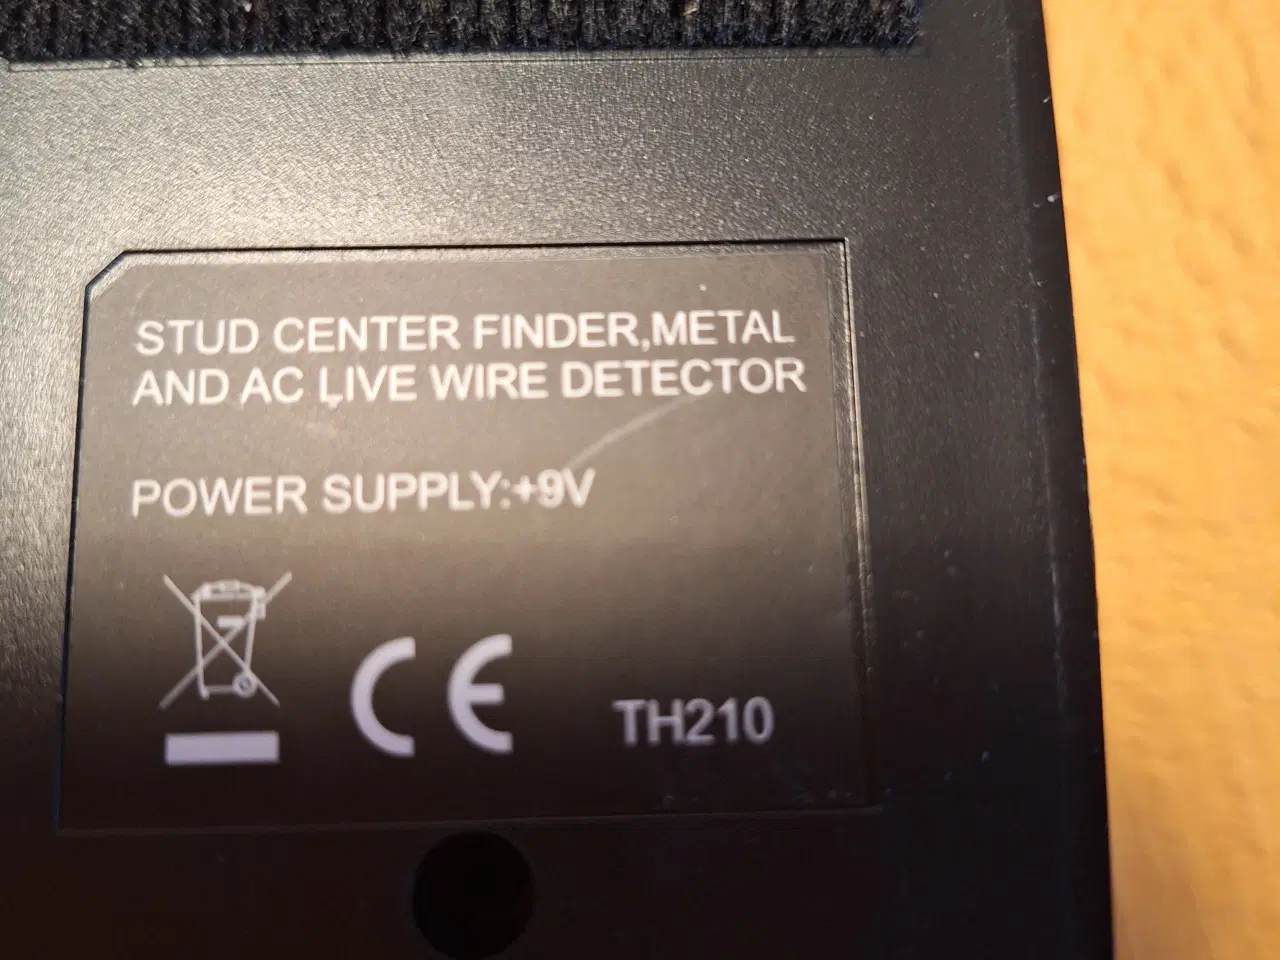 STUD CENTER FINDER,METAL
AND AC LIVE WIRE DETECTOR
POWER SUPPLY:+9V
CE
TH210